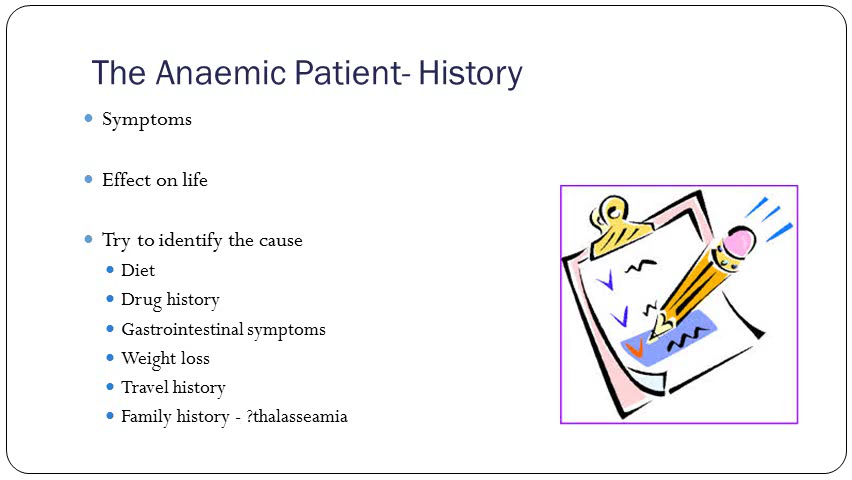 The Anaemic Patient- History
Symptoms
Effect on life
Try to identify the cause
Diet
Drug history
Gastrointestinal symptoms
Weight loss
Travel history
Family history - ?thalasseamia